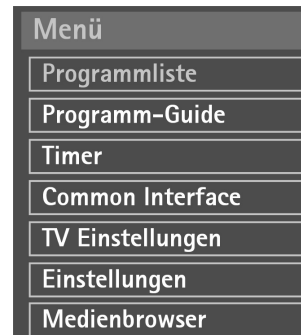 Menü
Programmliste
Programm-Guide
Timer
Common Interface
TV Einstellungen
Einstellungen
Medienbrowser